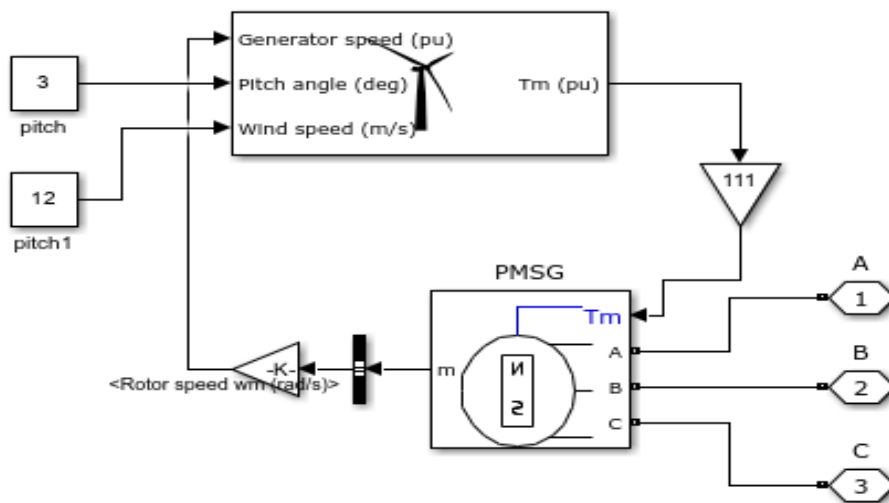 Generator speed (pu)
3
Pitch angle (deg)
Tm (pu)
pitch
Wind speed (m/s)
12
pitch1
111
PMSG
A
Tm
1
A
m
-K-
<Rotor speed wm (rad/s)>
N
S
B
B
2
C
C
3